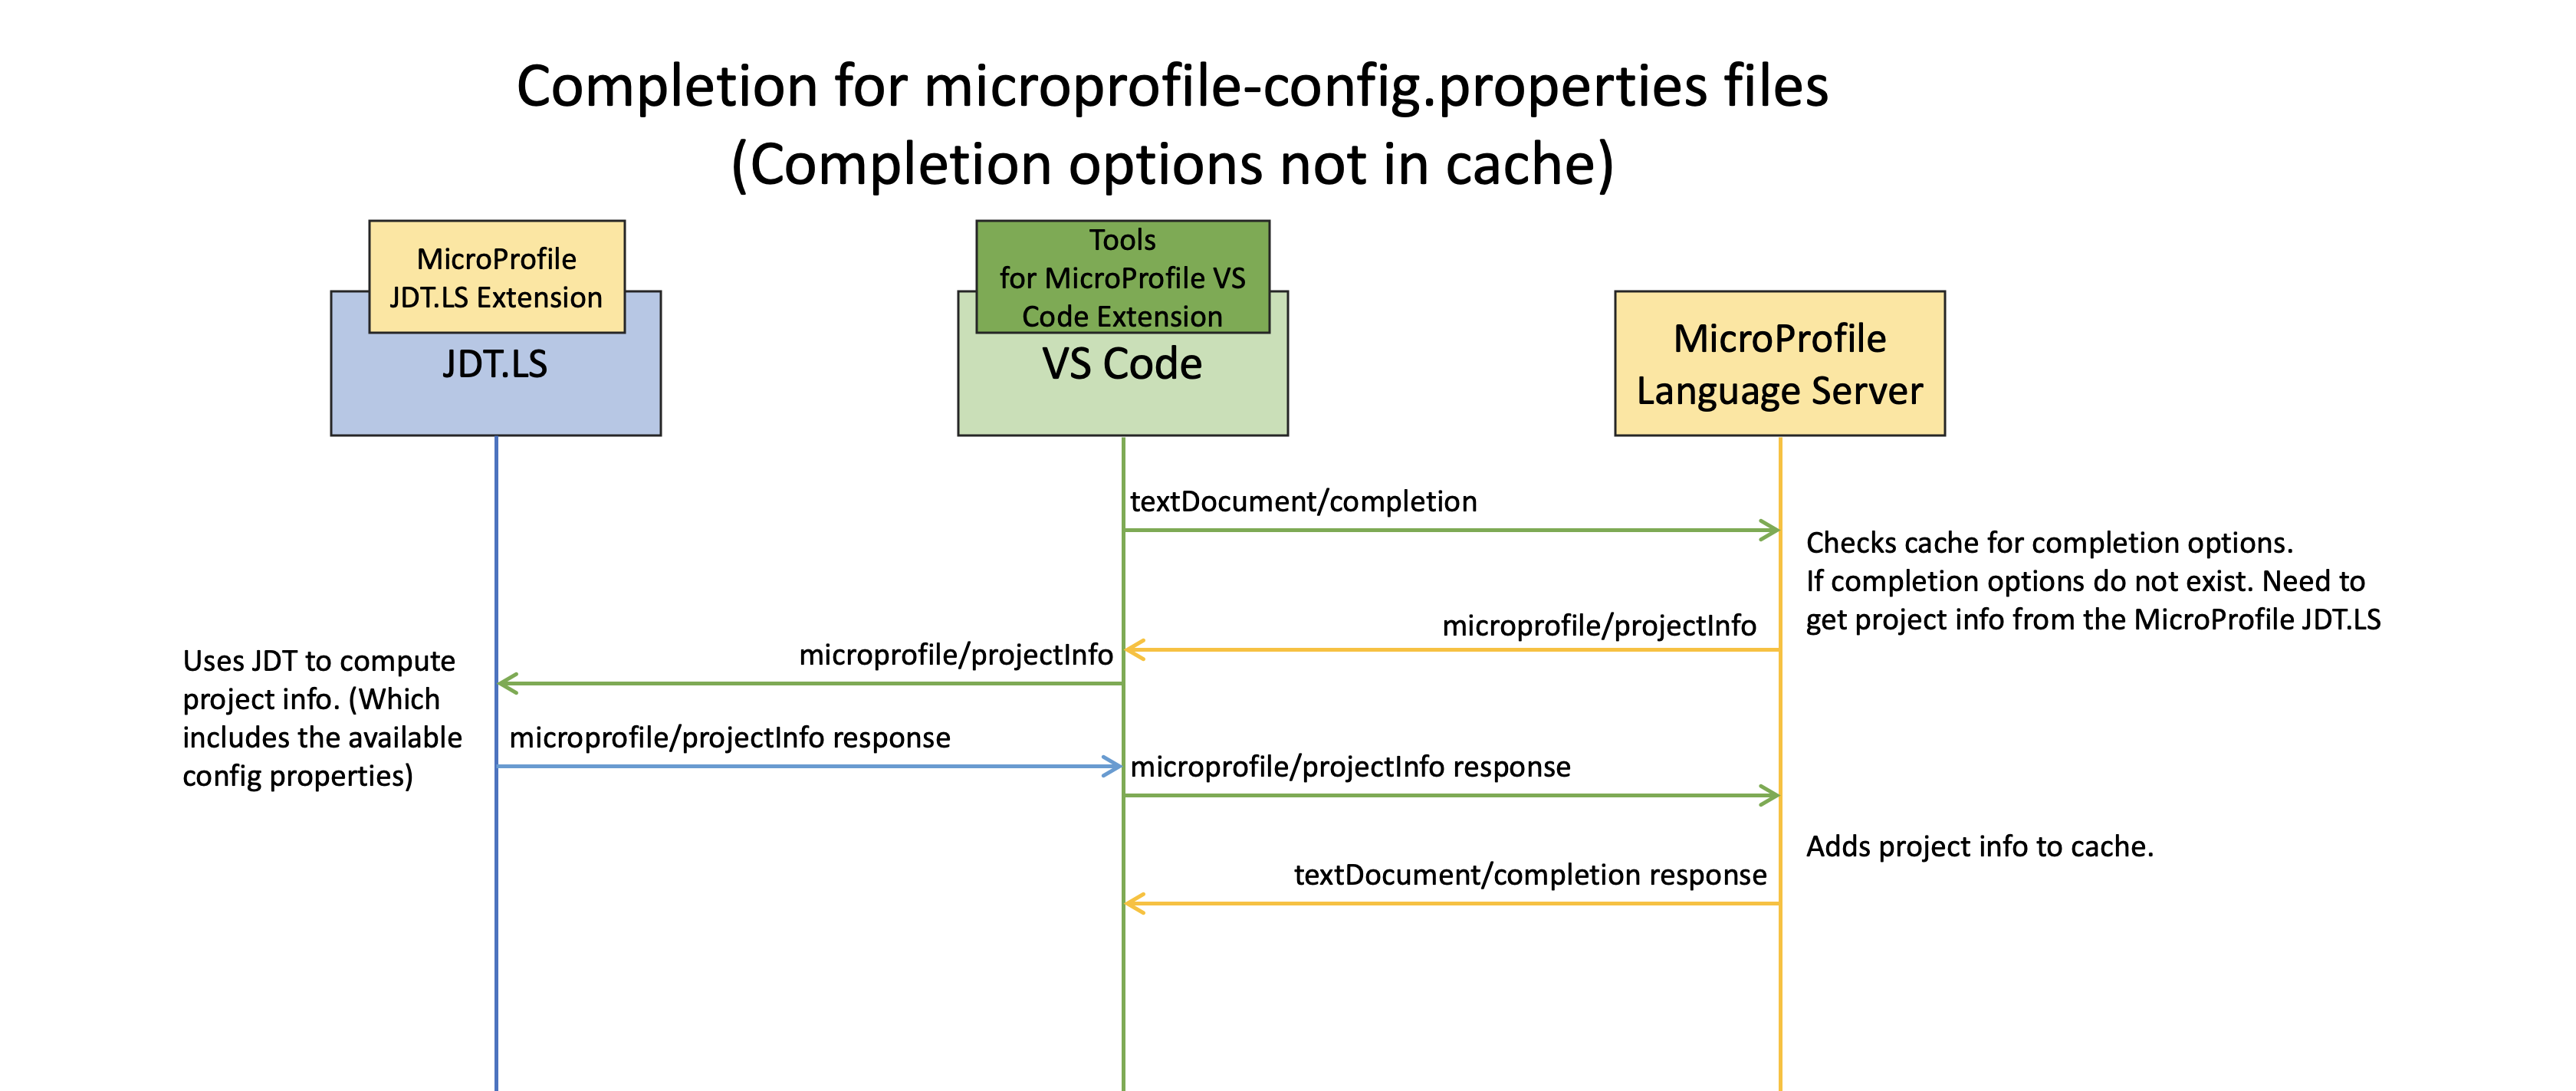 Completion for microprofile-config.properties files
(Completion options not in cache)
MicroProfile
JDT.LS Extension
JDT.LS
Tools
for MicroProfile VS
Code Extension
VS Code
MicroProfile
Language Server
textDocument/completion
Checks cache for completion options.
If completion options do not exist. Need to
get project info from the MicroProfile JDT.LS
microprofile/projectInfo
microprofile/projectInfo
Uses JDT to compute
project info. (Which
includes the available
config properties)
microprofile/projectInfo response
microprofile/projectInfo response
Adds project info to cache.
textDocument/completion response